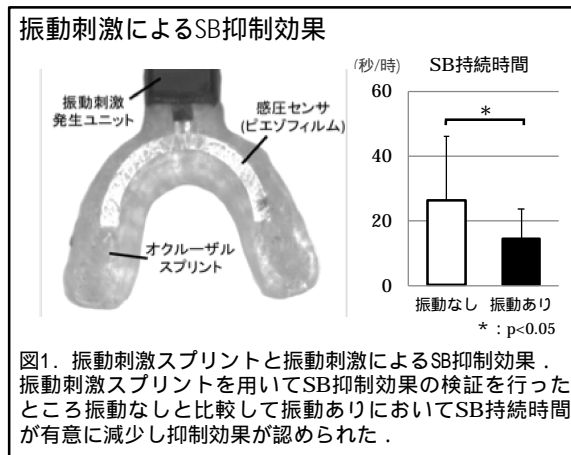 振動刺激によるSB抑制効果
振動刺激
発生ユニット
感圧センサ
(ピエゾフィルム)
オクルーザル
スプリント
(秒/時)
SB持続時間
60
40
20
0
*
振動なし
振動あり
*：p<0.05
図1．振動刺激スプリントと振動刺激によるSB抑制効果．
振動刺激スプリントを用いてSB抑制効果の検証を行った
ところ振動なしと比較して振動ありにおいてSB持続時間
が有意に減少し抑制効果が認められた．